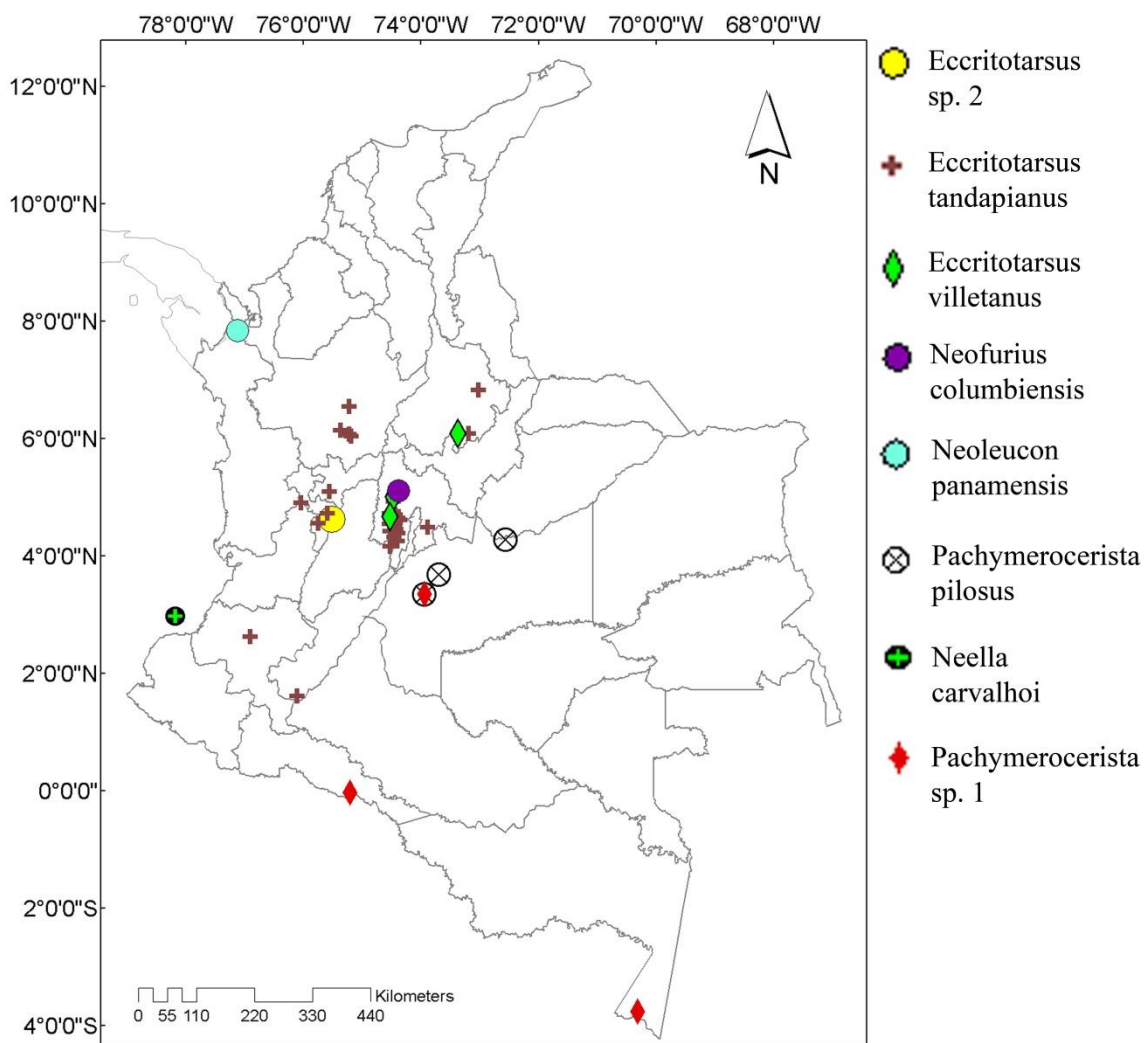 78°0'0"W 76°0'0"W 74°0'0"W 72°0'0"W 70°0'0"W 68°0'0"W
12°0'0"N
10°0'0"N
8°0'0"N
6°0'0"N
4°0'0"N
2°0'0"N
0°0'0"
2°0'0"S
4°0'0"S
N
Kilometers
0 55 110 220 330 440
Eccritotarsus
sp. 2
Eccritotarsus
tandapianus
Eccritotarsus
villetanus
Neofurius
columbiensis
Neoleucon
panamensis
Pachymerocerista
pilosus
Neella
carvalhoi
Pachymerocerista
sp. 1